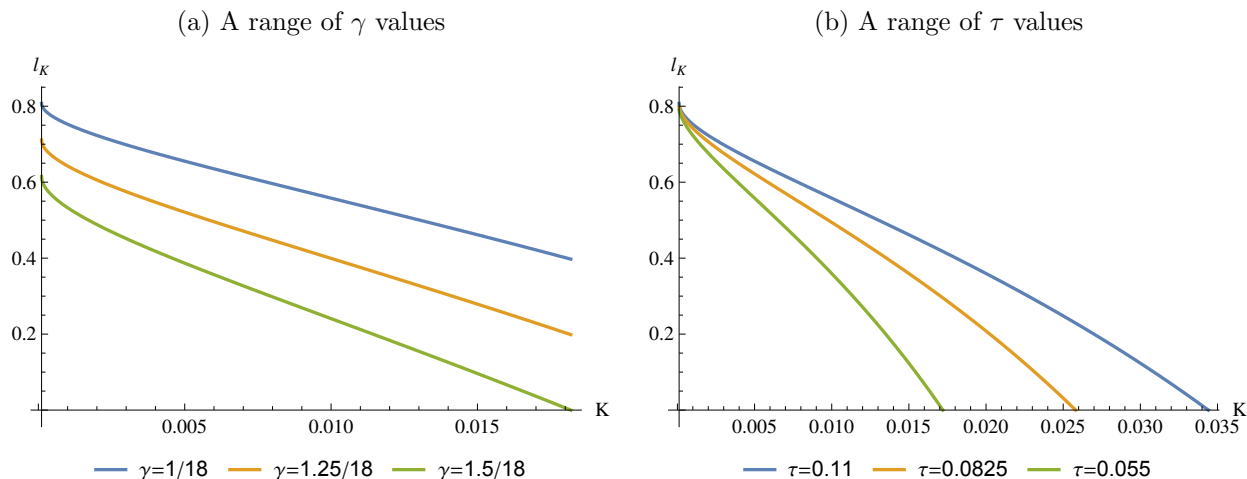 (a) A range of γ values
l_K
0.8
0.6
0.4
0.2
0.005
0.010
0.015
K
γ=1/18
γ=1.25/18
γ=1.5/18
(b) A range of τ values
l_K
0.8
0.6
0.4
0.2
0.005
0.010
0.015
0.020
0.025
0.030
0.035
K
τ=0.11
τ=0.0825
τ=0.055